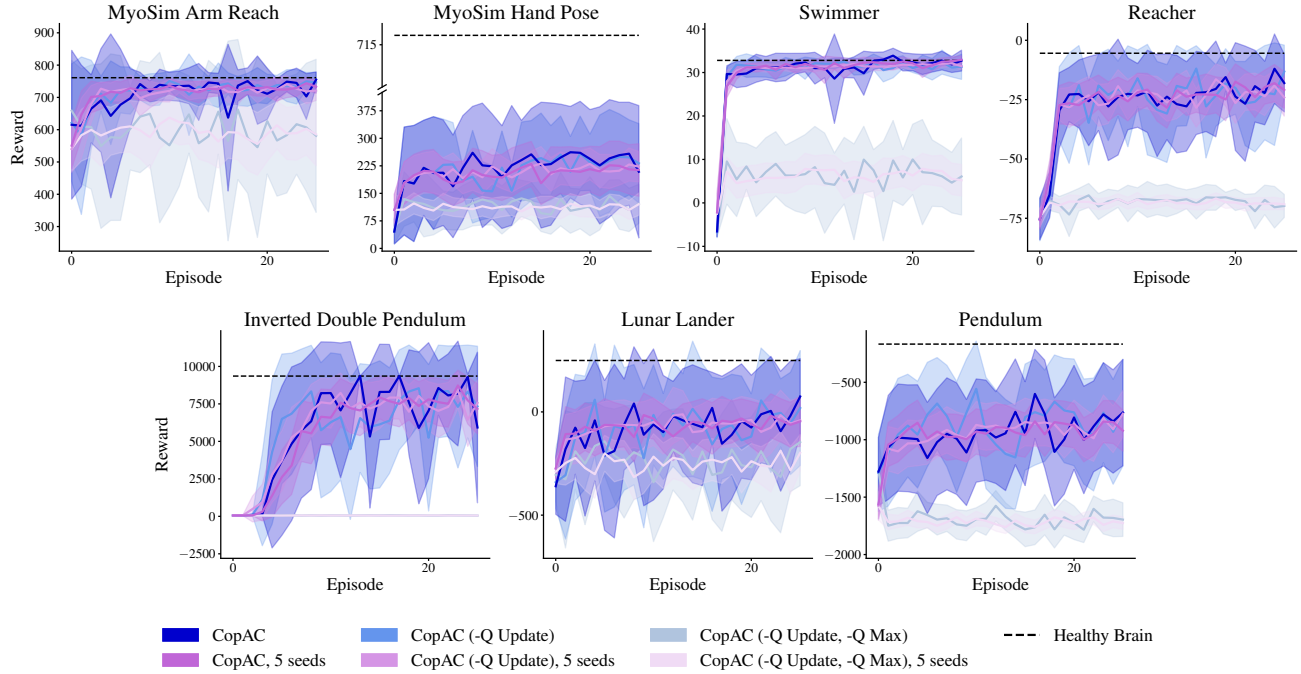 MyoSim Arm Reach
MyoSim Hand Pose
Swimmer
Reacher
900
800
700
600
500
400
300
0
20
Reward
Episode
715
375
300
225
150
75
0
0
20
Episode
40
30
20
10
0
−10
0
20
Episode
0
−25
−50
−75
0
20
Episode
Inverted Double Pendulum
Lunar Lander
Pendulum
10000
7500
5000
2500
0
−2500
0
20
Reward
Episode
0
−500
0
20
Episode
−500
−1000
−1500
−2000
0
20
Episode
CopAC
CopAC (-Q Update)
CopAC (-Q Update, -Q Max)
Healthy Brain
CopAC, 5 seeds
CopAC (-Q Update), 5 seeds
CopAC (-Q Update, -Q Max), 5 seeds